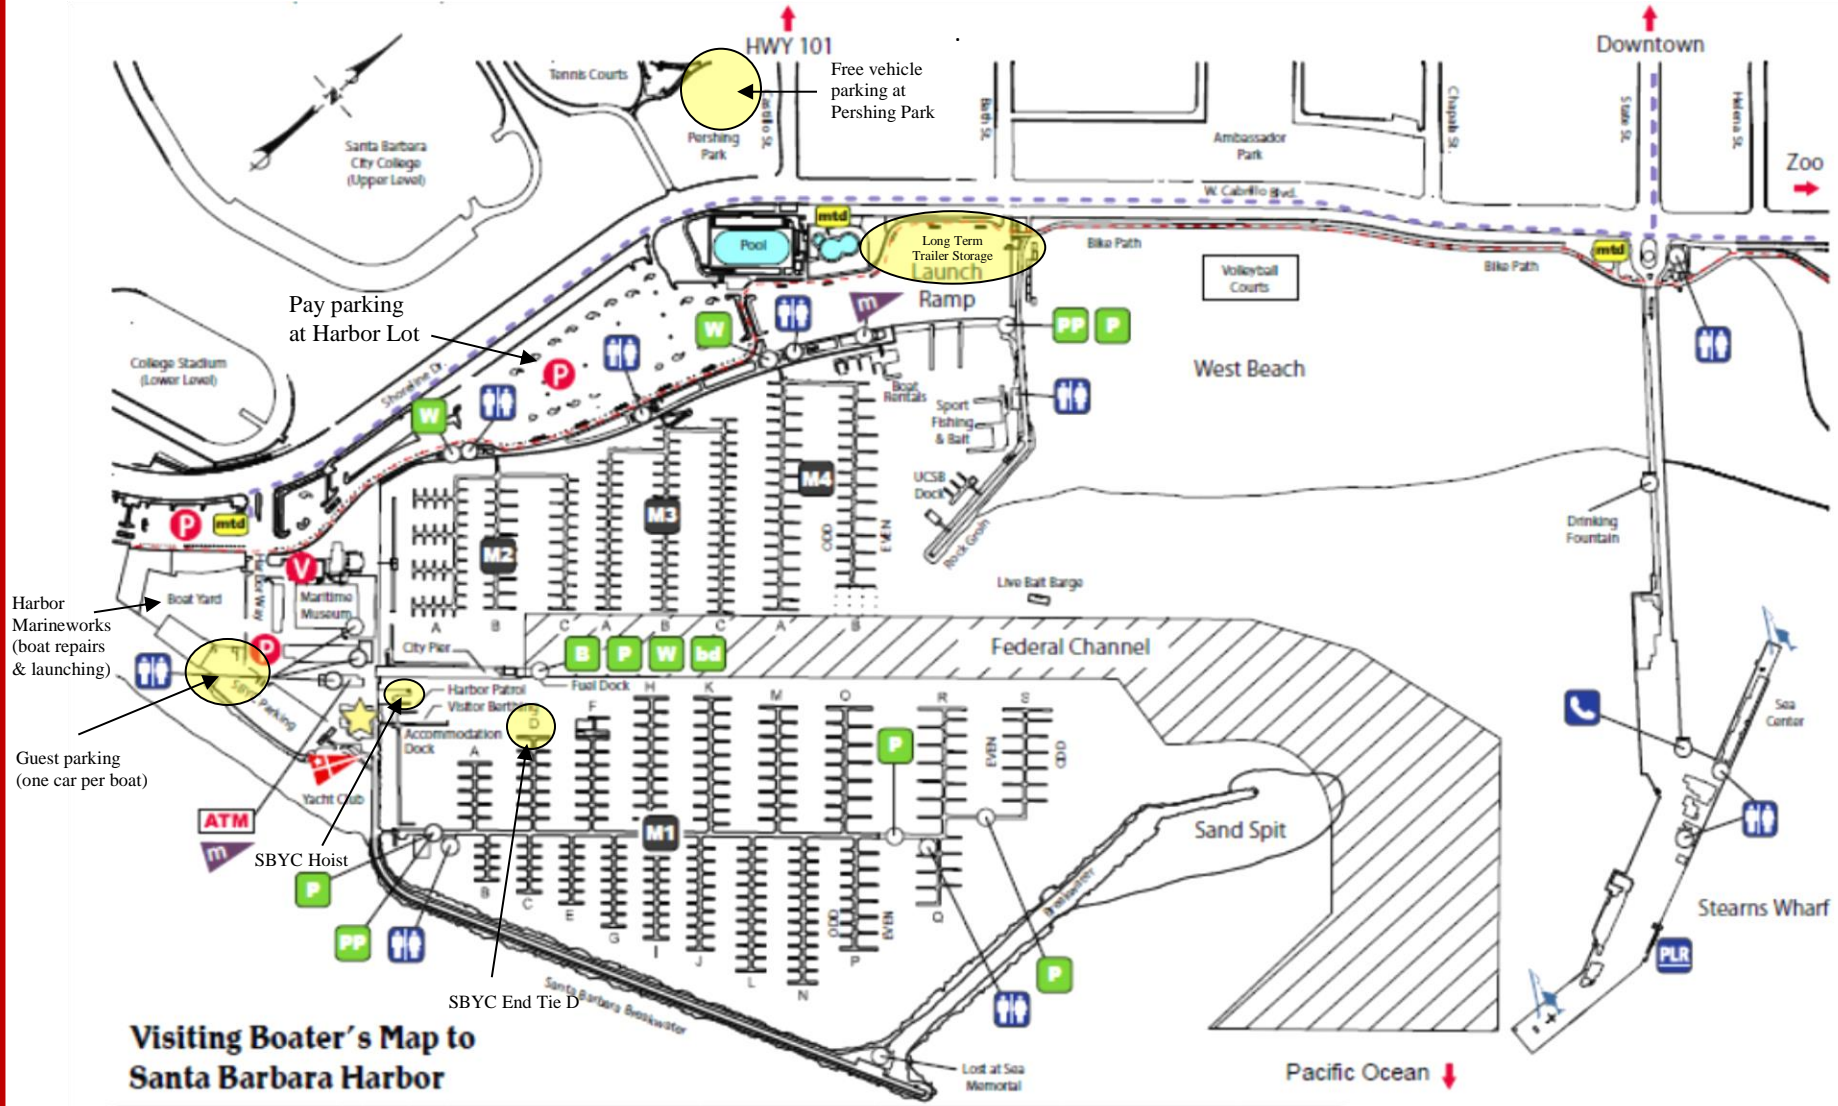 HWY 101
Downtown
Tennis Courts
Free vehicle
parking at
Pershing Park
Castillo St.
Bath St.
Chapala St.
State St.
Helena St.
Santa Barbara
City College
(Upper Level)
Pershing
Park
Ambassador
Park
Zoo
W. Cabrillo Blvd.
mtd
Pool
Long Term
Trailer Storage
Launch
Ramp
Bike Path
Volleyball
Courts
Bike Path
mtd
Pay parking
at Harbor Lot
m
W
PP
P
College Stadium
(Lower Level)
Shoreline Dr.
P
West Beach
Boat
Rentals
Sport
Fishing
& Bait
W
M4
UCSB
Dock
M3
ODD
EVEN
Rock Groin
Drinking
Fountain
P
mtd
M2
V
Harbor Way
Live Bait Barge
Harbor
Marineworks
(boat repairs
& launching)
Boat Yard
Maritime
Museum
A
B
C
A
B
C
A
B
P
City Pier
B
P
W
bd
Federal Channel
Fuel Dock
SBYC Parking
Harbor Patrol
Visitor Berthing
Accommodation
Dock
A
D
F
H
K
M
O
R
S
EVEN
ODD
P
Sea
Center
Guest parking
(one car per boat)
Yacht Club
ATM
m
SBYC Hoist
M1
Sand Spit
P
B
C
E
G
I
J
L
N
ODD
EVEN
P
Q
Breakwater
Stearns Wharf
PP
P
PLR
SBYC End Tie D
Santa Barbara Breakwater
Visiting Boater's Map to
Santa Barbara Harbor
Lost at Sea
Memorial
Pacific Ocean